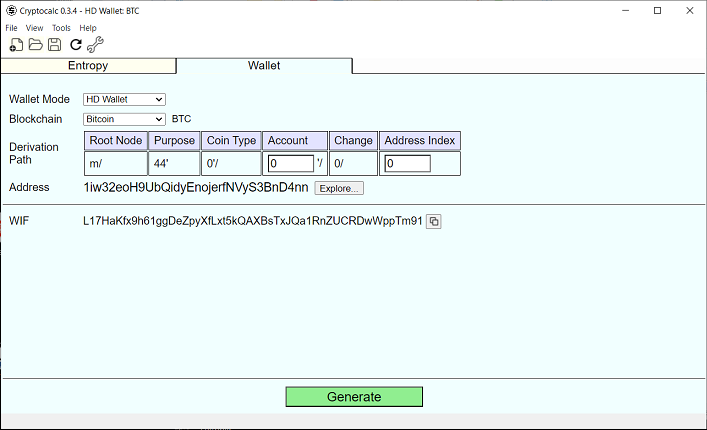 Cryptocalc 0.3.4 - HD Wallet: BTC
File View Tools Help
Entropy Wallet
Wallet Mode HD Wallet
Blockchain Bitcoin BTC
Derivation Path
Root Node Purpose Coin Type Account Change Address Index
m/ 44' 0'/ 0 '/ 0/ 0
Address 1iw32eoH9UbQidyEnojerfNVyS3BnD4nn Explore...
WIF L17HaKfx9h61ggDeZpyXfLxt5kQAXBsTxJQa1RnZUCRDwWppTm91
Generate